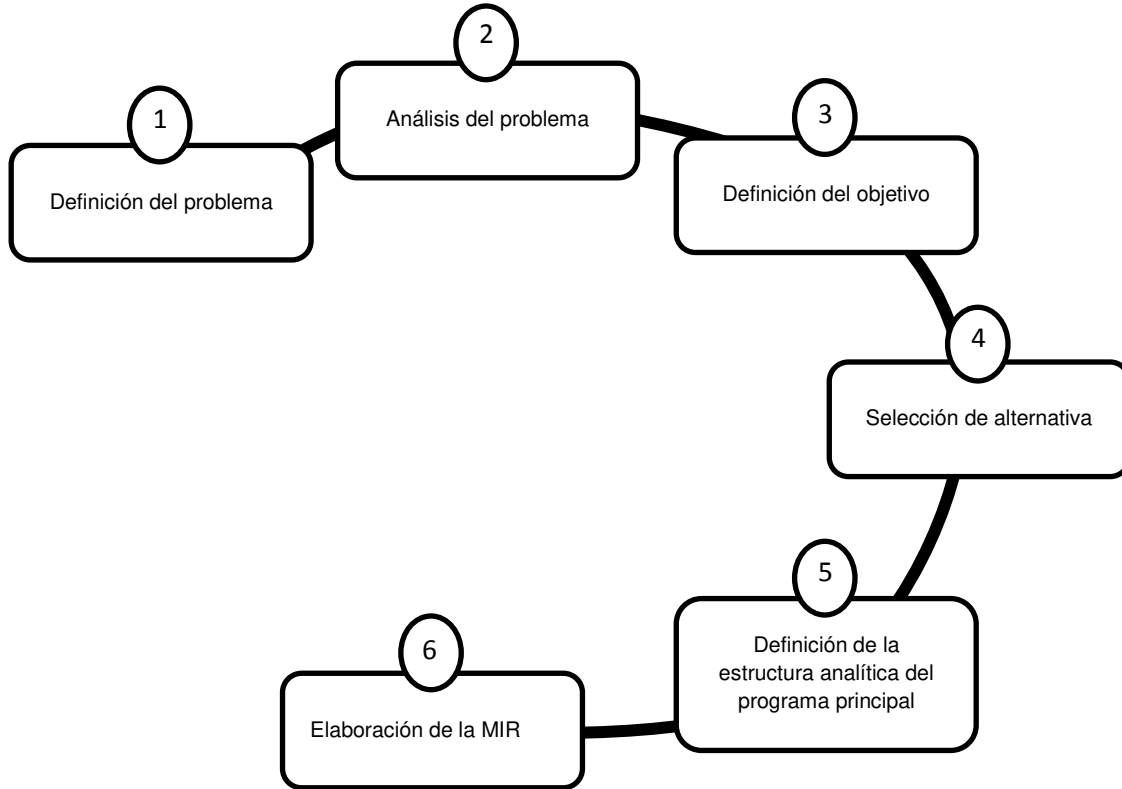 1
Definición del problema
2
Análisis del problema
3
Definición del objetivo
4
Selección de alternativa
5
Definición de la
estructura analítica del
programa principal
6
Elaboración de la MIR